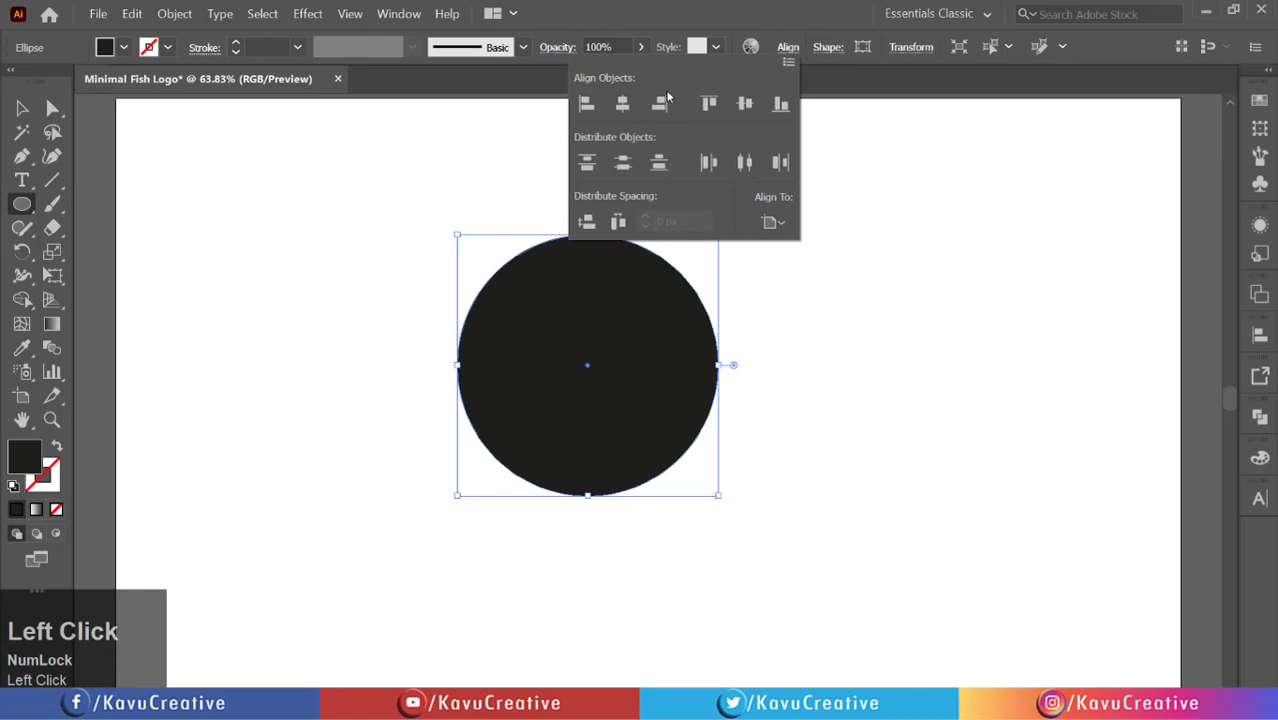 Ai File Edit Object Type Select Effect View Window Help Essentials Classic Search Adobe Stock
Ellipse Stroke: Basic Opacity: 100% Style: Align Shape: Transform
Minimal Fish Logo* @ 63.83% (RGB/Preview) ×
Align Objects:
Distribute Objects:
Distribute Spacing: Align To:
0 px
Left Click
NumLock
Left Click
/KavuCreative /KavuCreative /KavuCreative /KavuCreative